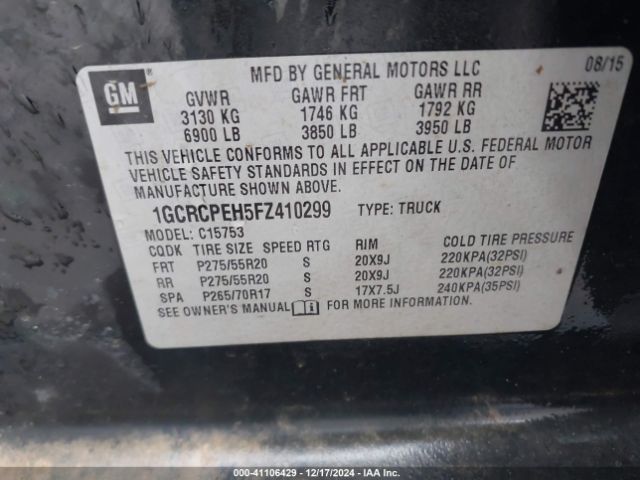 GM
MFD BY GENERAL MOTORS LLC
08/15
GVWR GAWR FRT GAWR RR
3130 KG 1746 KG 1792 KG
6900 LB 3850 LB 3950 LB
THIS VEHICLE CONFORMS TO ALL APPLICABLE U.S. FEDERAL MOTOR
VEHICLE SAFETY STANDARDS IN EFFECT ON THE DATE OF
MANUFACTURE SHOWN ABOVE.
1GCRCPEH5FZ410299 TYPE: TRUCK
MODEL: C15753
CQDK TIRE SIZE SPEED RTG RIM COLD TIRE PRESSURE
FRT P275/55R20 S 20X9J 220KPA(32PSI)
RR P275/55R20 S 20X9J 220KPA(32PSI)
SPA P265/70R17 S 17X7.5J 240KPA(35PSI)
SEE OWNER'S MANUAL FOR MORE INFORMATION.
000-41106429 – 12/17/2024 – IAA Inc.